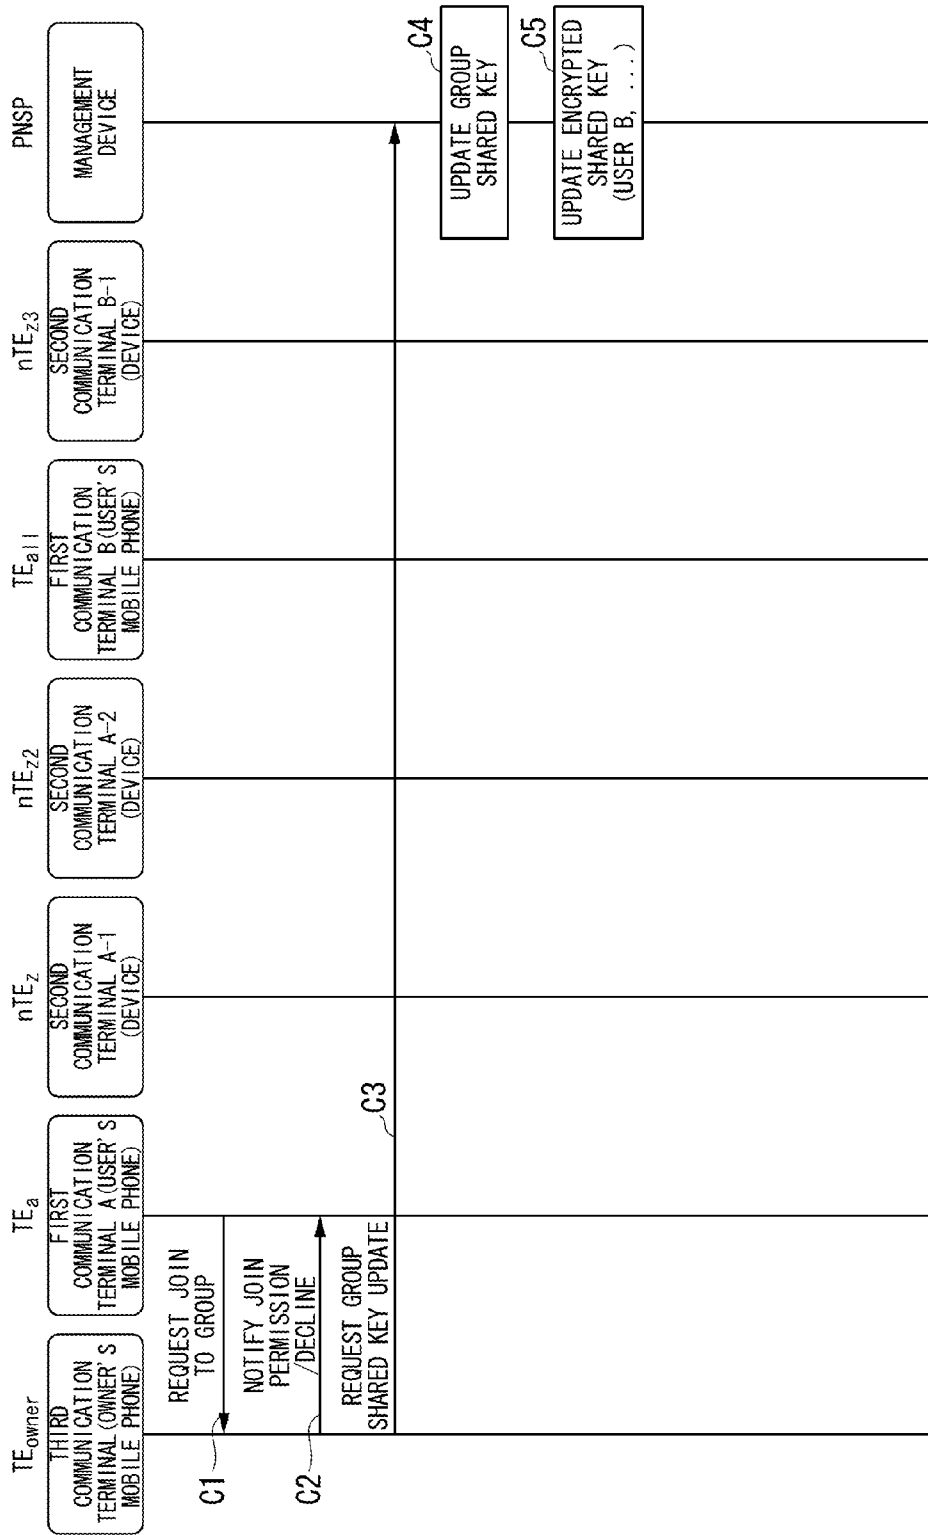 TEowner
THIRD
COMMUNICATION
TERMINAL(OWNER'S
MOBILE PHONE)
TEa
FIRST
COMMUNICATION
TERMINAL A(USER'S
MOBILE PHONE)
nTEz
SECOND
COMMUNICATION
TERMINAL A-1
(DEVICE)
nTEz2
SECOND
COMMUNICATION
TERMINAL A-2
(DEVICE)
TEall
FIRST
COMMUNICATION
TERMINAL B(USER'S
MOBILE PHONE)
nTEz3
SECOND
COMMUNICATION
TERMINAL B-1
(DEVICE)
PNSP
MANAGEMENT
DEVICE
REQUEST JOIN
TO GROUP
C1
NOTIFY JOIN
PERMISSION
/DECLINE
C2
REQUEST GROUP
SHARED KEY UPDATE
C3
C4
UPDATE GROUP
SHARED KEY
C5
UPDATE ENCRYPTED
SHARED KEY
(USER B, ....)